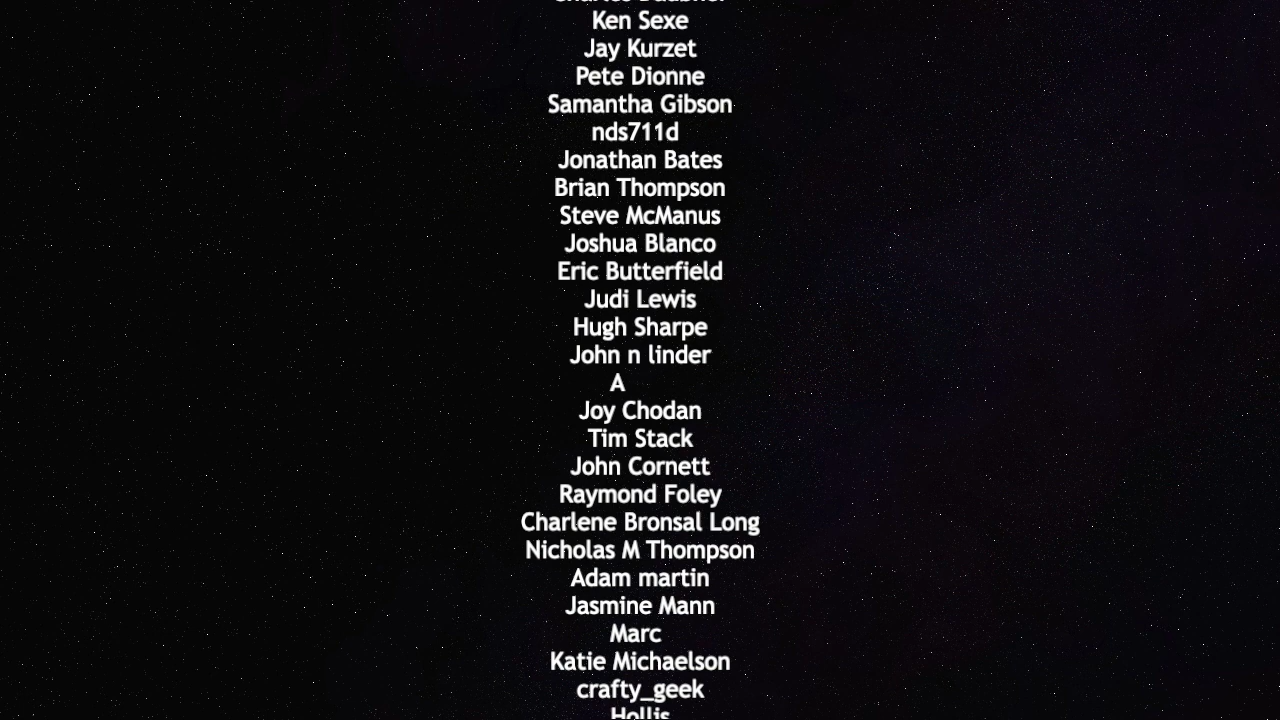 Ken Sexe
Jay Kurzet
Pete Dionne
Samantha Gibson
nds711d
Jonathan Bates
Brian Thompson
Steve McManus
Joshua Blanco
Eric Butterfield
Judi Lewis
Hugh Sharpe
John n linder
A
Joy Chodan
Tim Stack
John Cornett
Raymond Foley
Charlene Bronsal Long
Nicholas M Thompson
Adam martin
Jasmine Mann
Marc
Katie Michaelson
crafty_geek
Hollis